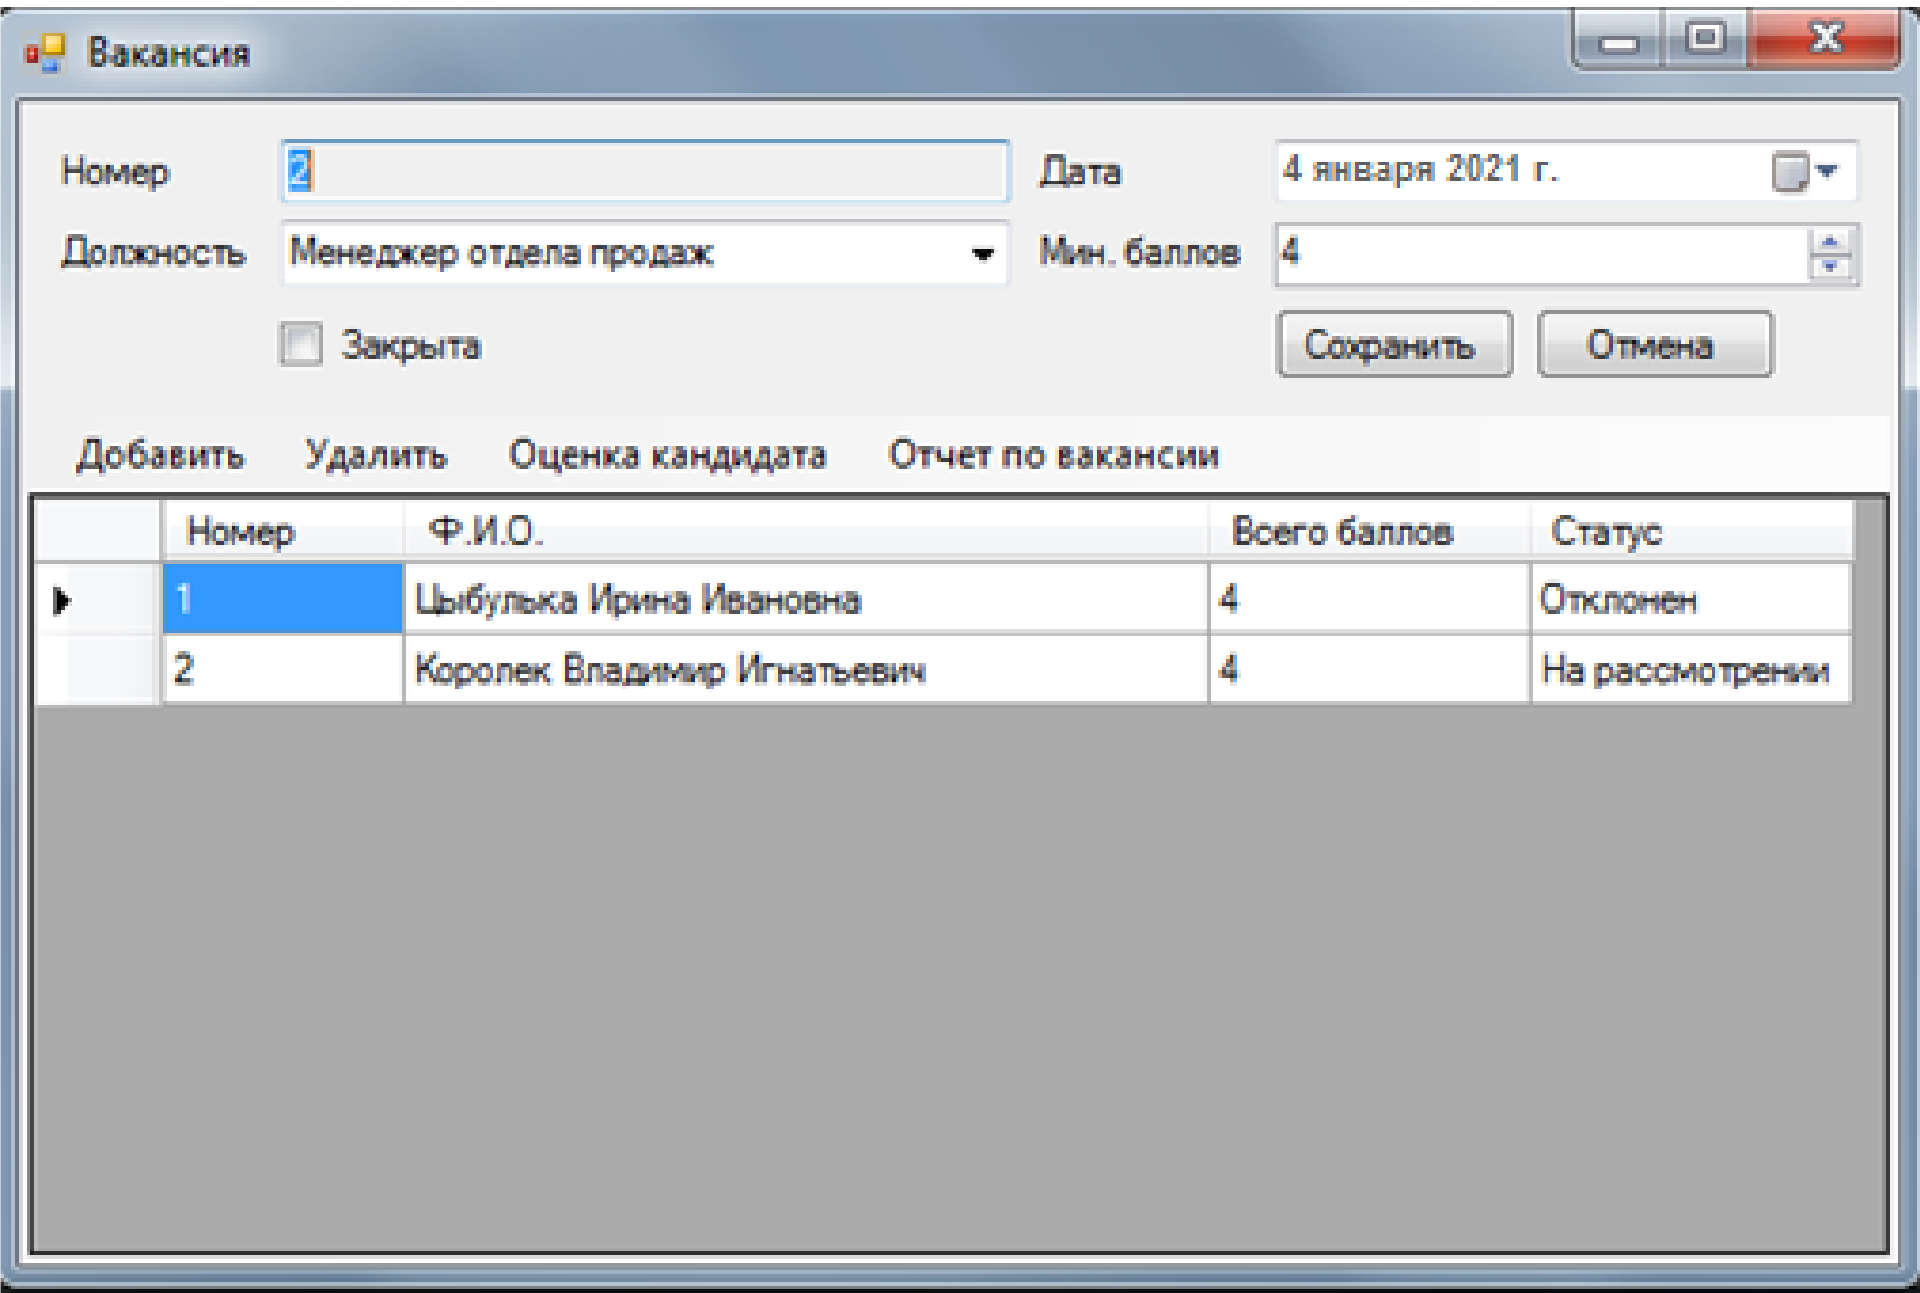 Вакансия
Номер 2 Дата 4 января 2021 г.
Должность Менеджер отдела продаж Мин. баллов 4
Закрыта Сохранить Отмена
Добавить Удалить Оценка кандидата Отчет по вакансии
Номер Ф.И.О. Всего баллов Статус
1 Цыбулька Ирина Ивановна 4 Отклонен
2 Королек Владимир Игнатьевич 4 На рассмотрении